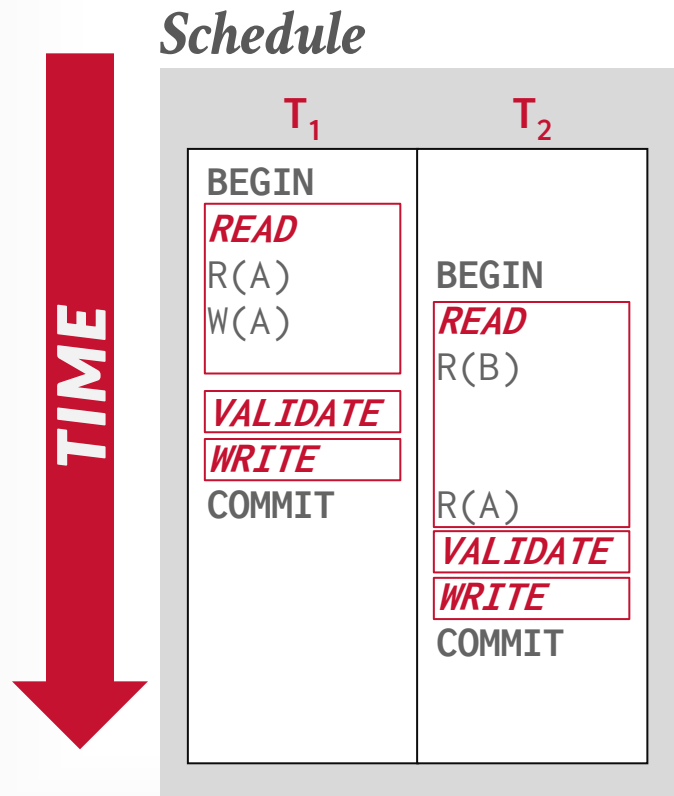 Schedule
TIME
T₁ T₂
BEGIN
READ
R(A) BEGIN
W(A) READ
R(B)
VALIDATE
WRITE
COMMIT R(A)
VALIDATE
WRITE
COMMIT